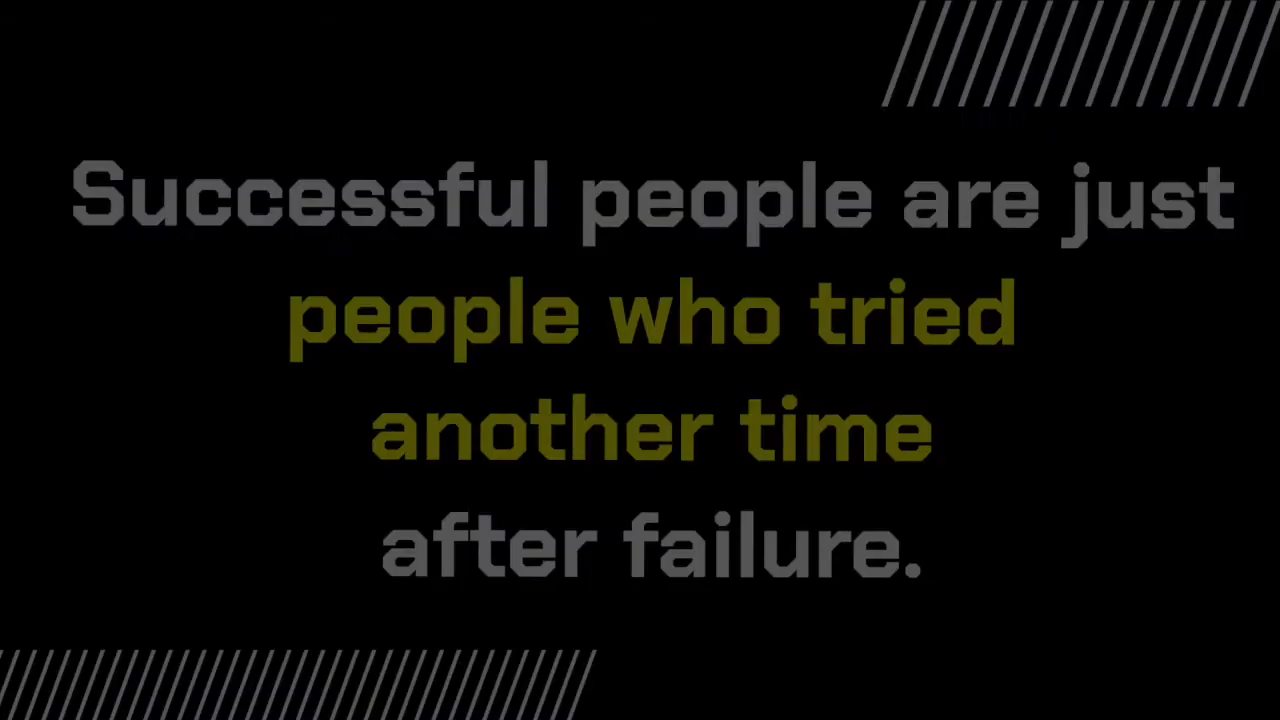 Successful people are just
people who tried
another time
after failure.